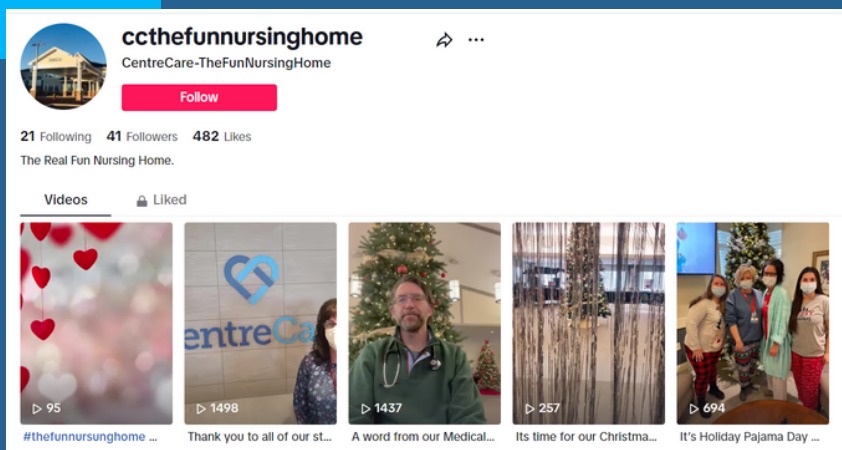 ccthefunnursinghome
CentreCare-TheFunNursingHome
Follow
21 Following 41 Followers 482 Likes
The Real Fun Nursing Home.
Videos Liked
entreCa
95 1498 1437 257 694
#thefunnursunghome ... Thank you to all of our st... A word from our Medical... Its time for our Christma... It's Holiday Pajama Day ...